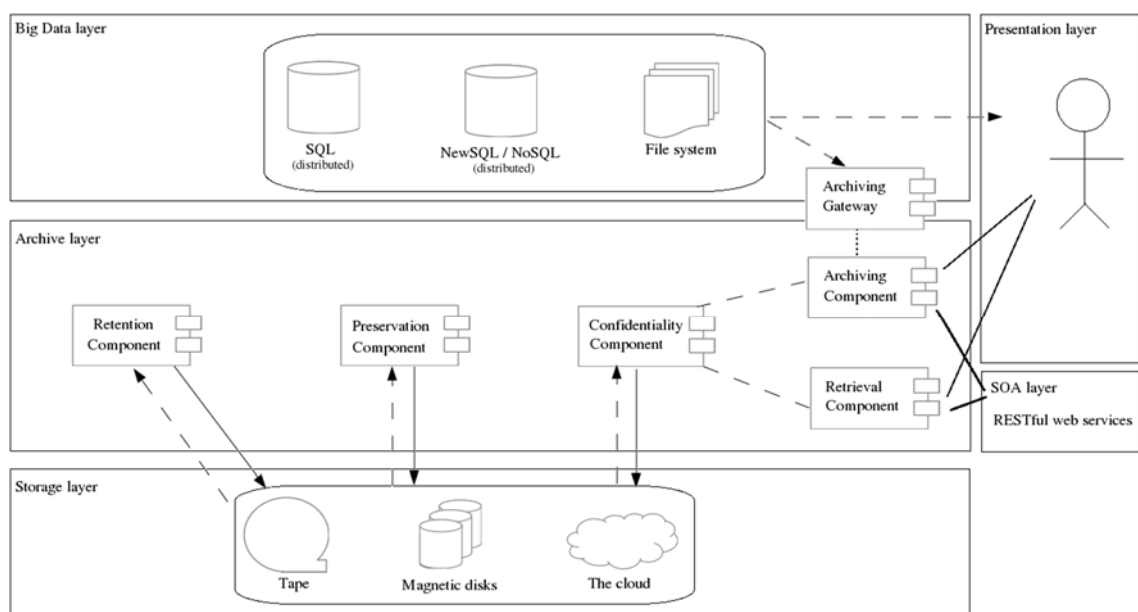 Big Data layer
SQL
(distributed)
NewSQL / NoSQL
(distributed)
File system
Presentation layer
Archiving
Gateway
Archive layer
Archiving
Component
Retention
Component
Preservation
Component
Confidentiality
Component
Retrieval
Component
SOA layer
RESTful web services
Storage layer
Tape
Magnetic disks
The cloud